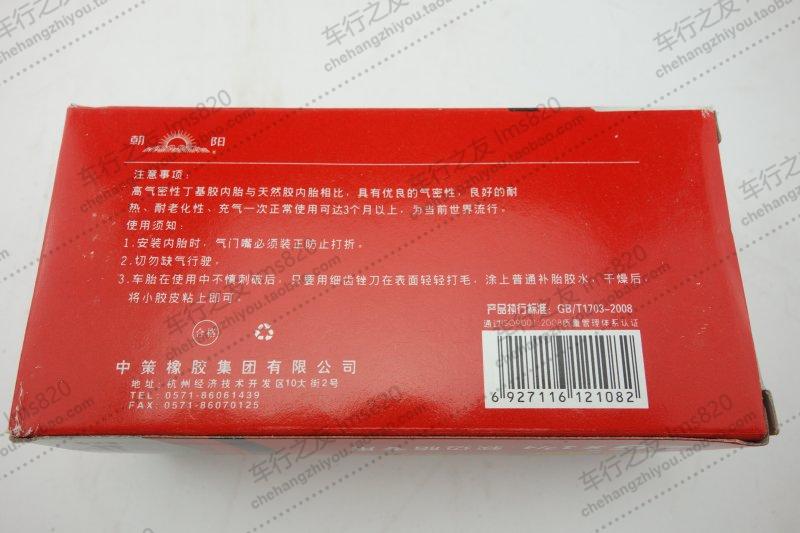 朝 阳
注意事项：
高气密性丁基胶内胎与天然胶内胎相比，具有优良的气密性，良好的耐
热、耐老化性、充气一次正常使用可达3个月以上，为当前世界流行。
使用须知：
1.安装内胎时，气门嘴必须装正防止打折。
2.切勿缺气行驶。
3.车胎在使用中不慎刺破后，只要用细齿锉刀在表面轻轻打毛，涂上普通补胎胶水，干燥后，
将小胶皮粘上即可。
产品执行标准：GB/T1703-2008
通过ISO9001:2008质量管理体系认证
合格
中策橡胶集团有限公司
地址：杭州经济技术开发区10大街2号
TEL：0571-86061439
FAX：0571-86070125
6 927116 121082
车行之友 lms820
chehangzhiyou.taobao